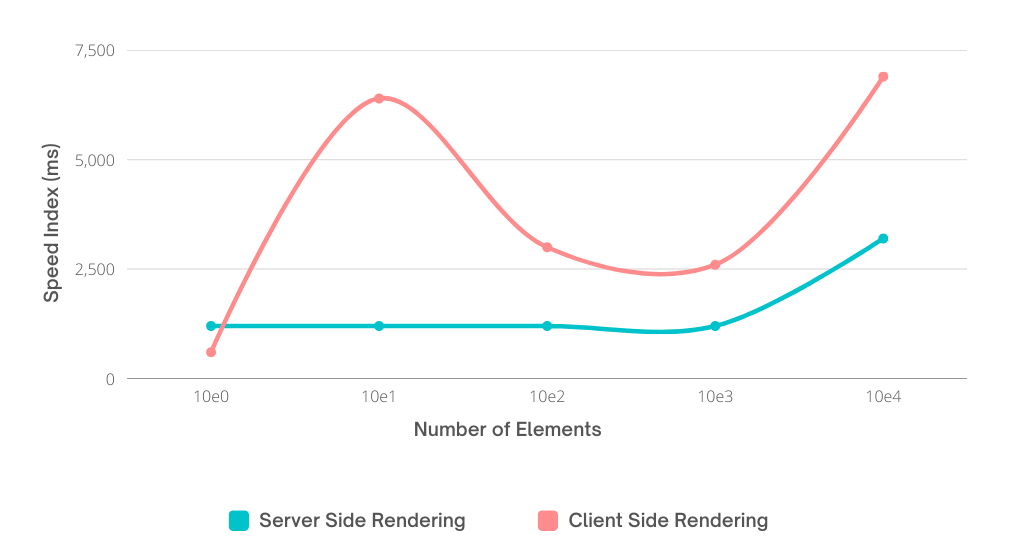 7,500
5,000
2,500
0
Speed Index (ms)
10e0 10e1 10e2 10e3 10e4
Number of Elements
Server Side Rendering Client Side Rendering